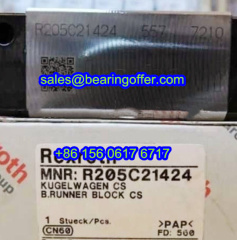 R205C21424 557 7210
sales@bearingoffer.com
Rexroth
+86 156 0617 6717
MNR: R205C21424
KUGELWAGEN CS
B.RUNNER BLOCK CS
1 Stueck/Pcs. >PAP<
CN60 FD: 560